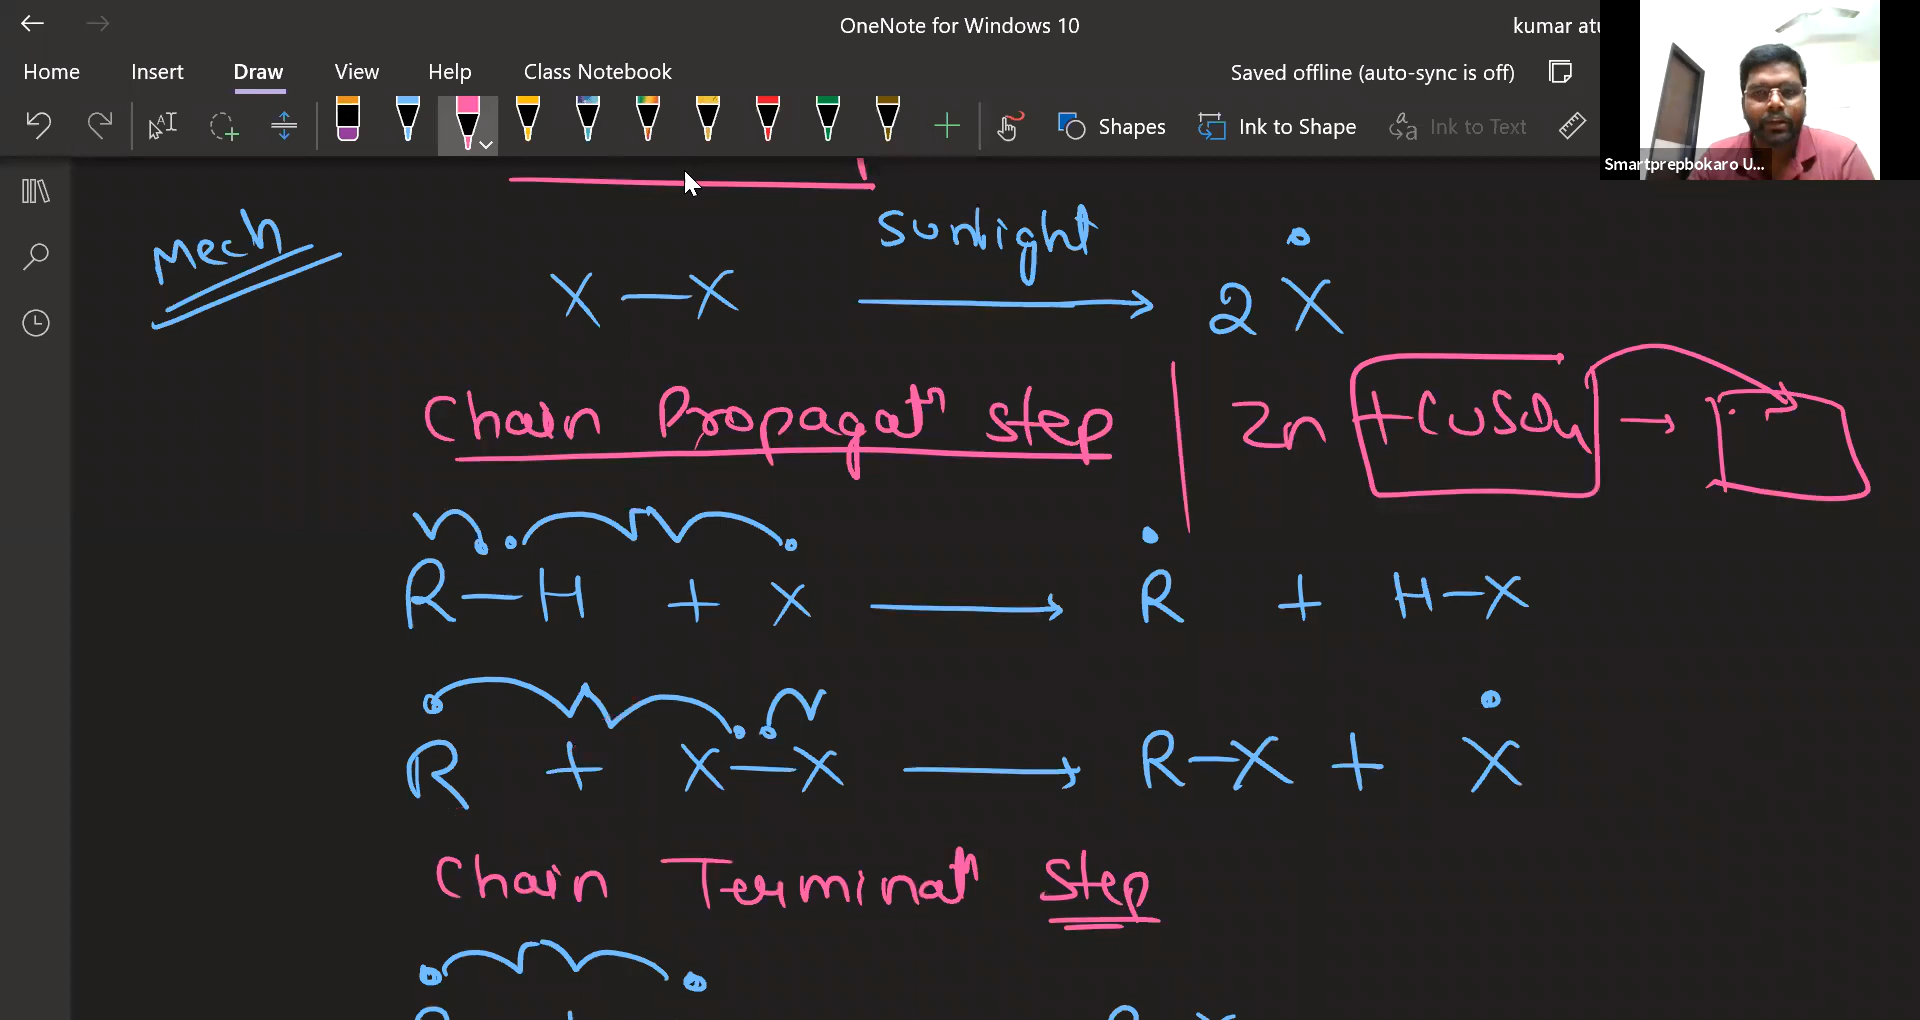 OneNote for Windows 10
kumar atu
Home Insert Draw View Help Class Notebook
Saved offline (auto-sync is off)
Shapes Ink to Shape Ink to Text
Smartprepbokaro U...
Mech
Sunlight
X—X → 2 Ẋ
Chain Propagatⁿ step
Zn + CuSO4 →
R—H + Ẋ → Ṙ + H—X
Ṙ + X—X → R—X + Ẋ
Chain Terminatⁿ Step